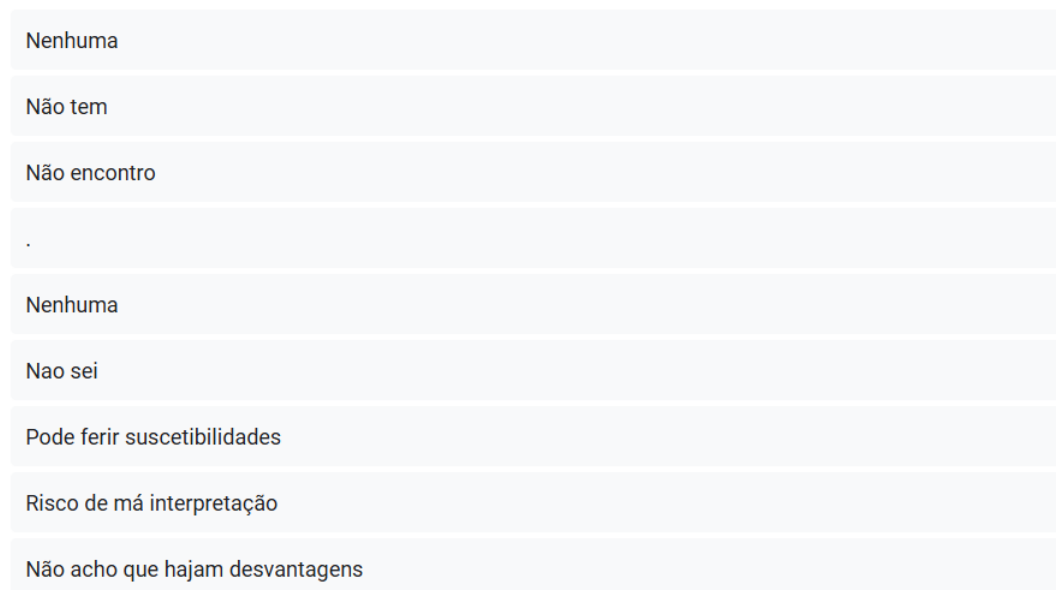 Nenhuma
Não tem
Não encontro
.
Nenhuma
Nao sei
Pode ferir suscetibilidades
Risco de má interpretação
Não acho que hajam desvantagens